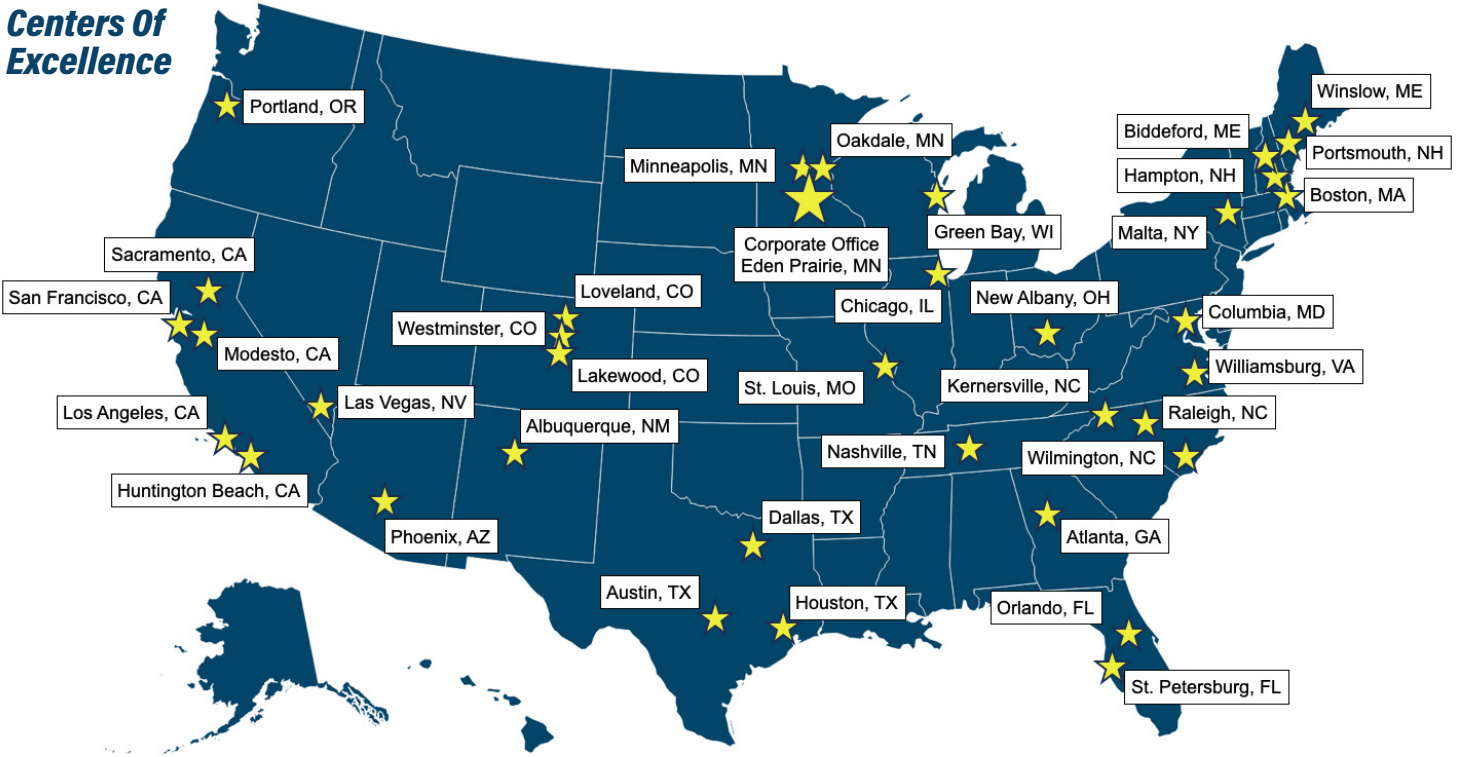 Centers Of
Excellence
Winslow, ME
Portland, OR
Biddeford, ME
Oakdale, MN
Portsmouth, NH
Minneapolis, MN
Hampton, NH
Boston, MA
Malta, NY
Green Bay, WI
Corporate Office
Eden Prairie, MN
Sacramento, CA
San Francisco, CA
Loveland, CO
New Albany, OH
Chicago, IL
Columbia, MD
Westminster, CO
Modesto, CA
Williamsburg, VA
Lakewood, CO
St. Louis, MO
Kernersville, NC
Las Vegas, NV
Los Angeles, CA
Raleigh, NC
Albuquerque, NM
Nashville, TN
Wilmington, NC
Huntington Beach, CA
Dallas, TX
Phoenix, AZ
Atlanta, GA
Austin, TX
Houston, TX
Orlando, FL
St. Petersburg, FL